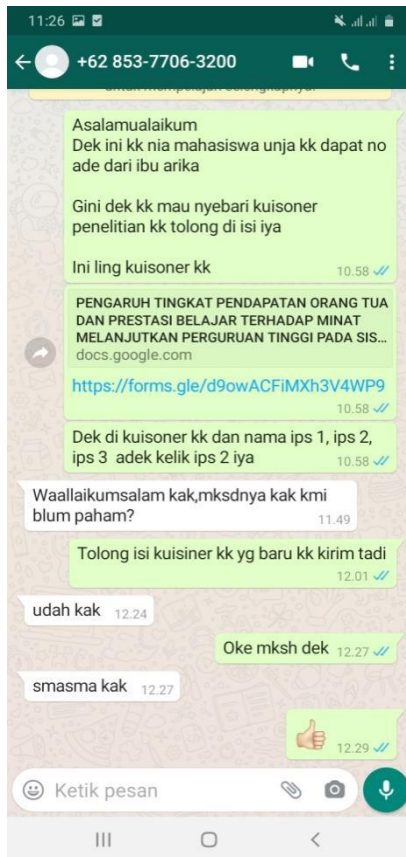 11:26
+62 853-7706-3200
untuk mempelajari selengkapnya.
Asalamualaikum
Dek ini kk nia mahasiswa unja kk dapat no
ade dari ibu arika
Gini dek kk mau nyebari kuisoner
penelitian kk tolong di isi iya
Ini ling kuisoner kk
10.58
PENGARUH TINGKAT PENDAPATAN ORANG TUA
DAN PRESTASI BELAJAR TERHADAP MINAT
MELANJUTKAN PERGURUAN TINGGI PADA SIS...
docs.google.com
https://forms.gle/d9owACFiMXh3V4WP9
10.58
Dek di kuisoner kk dan nama ips 1, ips 2,
ips 3  adek kelik ips 2 iya
10.58
Waallaikumsalam kak,mksdnya kak kmi
blum paham?
11.49
Tolong isi kuisiner kk yg baru kk kirim tadi
12.01
udah kak 12.24
Oke mksh dek 12.27
smasma kak 12.27
12.29
Ketik pesan